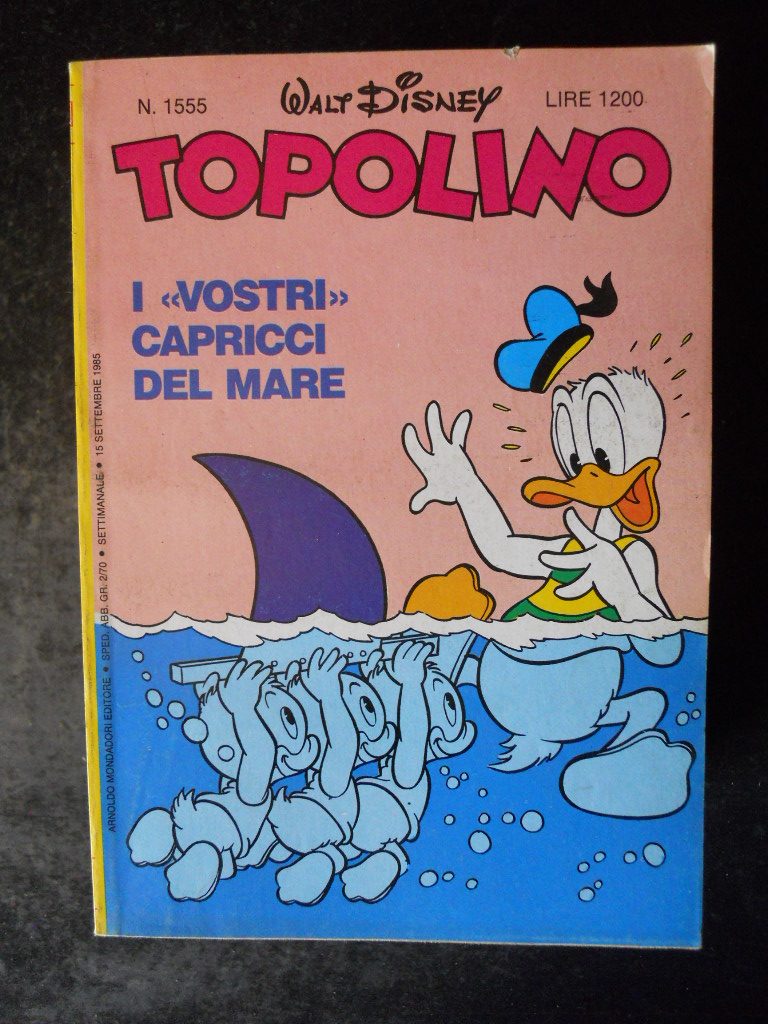 N. 1555
WALT DISNEY
LIRE 1200
TOPOLINO
I «VOSTRI»
CAPRICCI
DEL MARE
ARNOLDO MONDADORI EDITORE • SPED. ABB. GR. 2/70 • SETTIMANALE • 15 SETTEMBRE 1985